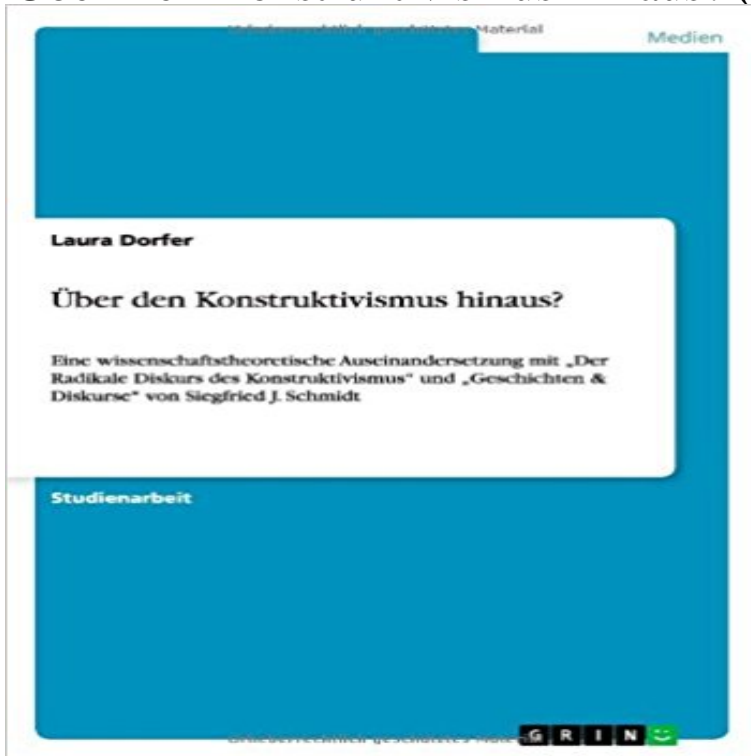 Material
Medien
Laura Dorfer
Über den Konstruktivismus hinaus?
Eine wissenschaftstheoretische Auseinandersetzung mit „Der
Radikale Diskurs des Konstruktivismus“ und „Geschichten &
Diskurse“ von Siegfried J. Schmidt
Studienarbeit
GRIN